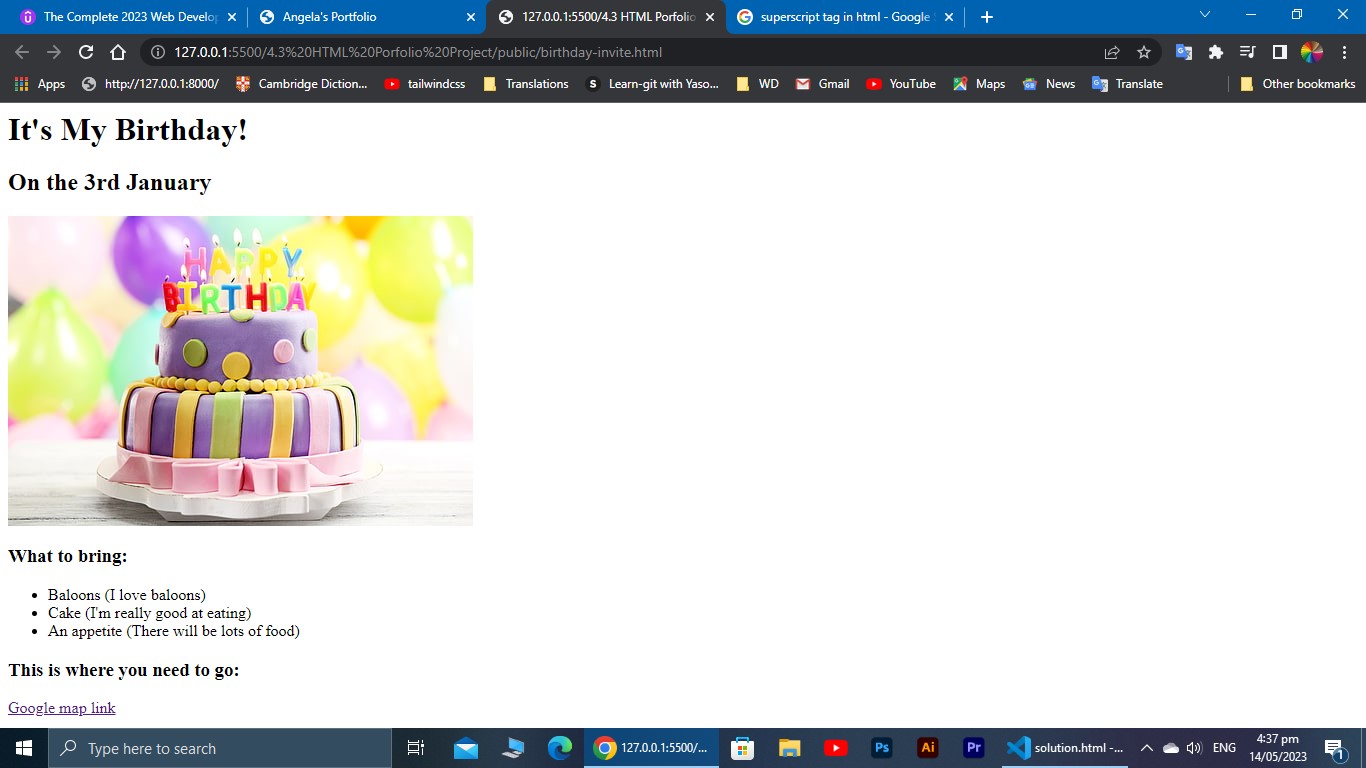 The Complete 2023 Web Develop
Angela's Portfolio
127.0.0.1:5500/4.3 HTML Porfolio
superscript tag in html - Google S
127.0.0.1:5500/4.3%20HTML%20Porfolio%20Project/public/birthday-invite.html
Apps
http://127.0.0.1:8000/
Cambridge Diction...
tailwindcss
Translations
Learn-git with Yaso...
WD
Gmail
YouTube
Maps
News
Translate
Other bookmarks
It's My Birthday!
On the 3rd January
HAPPY
BIRTHDAY
What to bring:
Baloons (I love baloons)
Cake (I'm really good at eating)
An appetite (There will be lots of food)
This is where you need to go:
Google map link
Type here to search
127.0.0.1:5500/...
Ps
Ai
Pr
solution.html -...
ENG
4:37 pm
14/05/2023
1